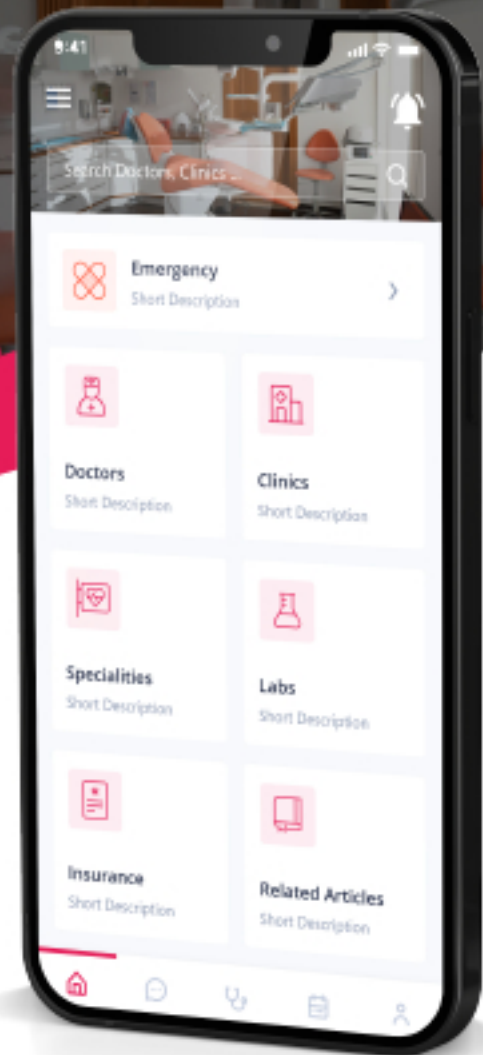 9:41
Search Doctors, Clinics ...
Emergency
Short Description
Doctors
Short Description
Clinics
Short Description
Specialities
Short Description
Labs
Short Description
Insurance
Short Description
Related Articles
Short Description